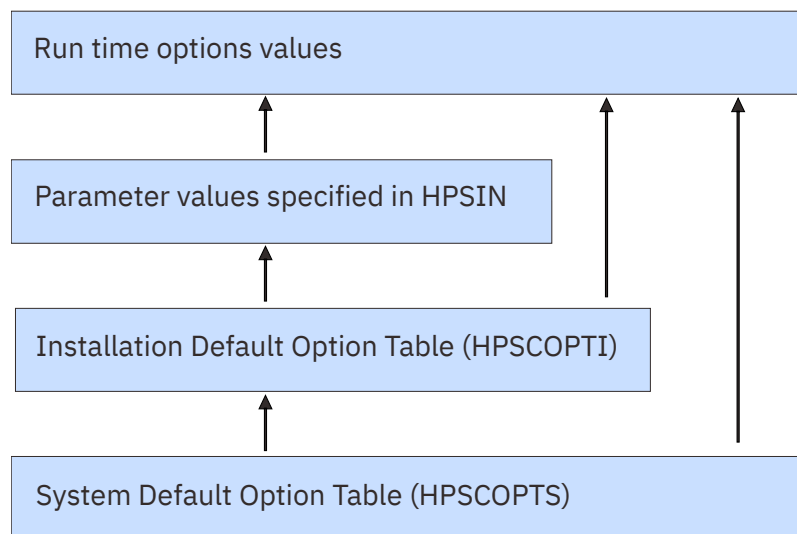 Run time options values
Parameter values specified in HPSIN
Installation Default Option Table (HPSCOPTI)
System Default Option Table (HPSCOPTS)